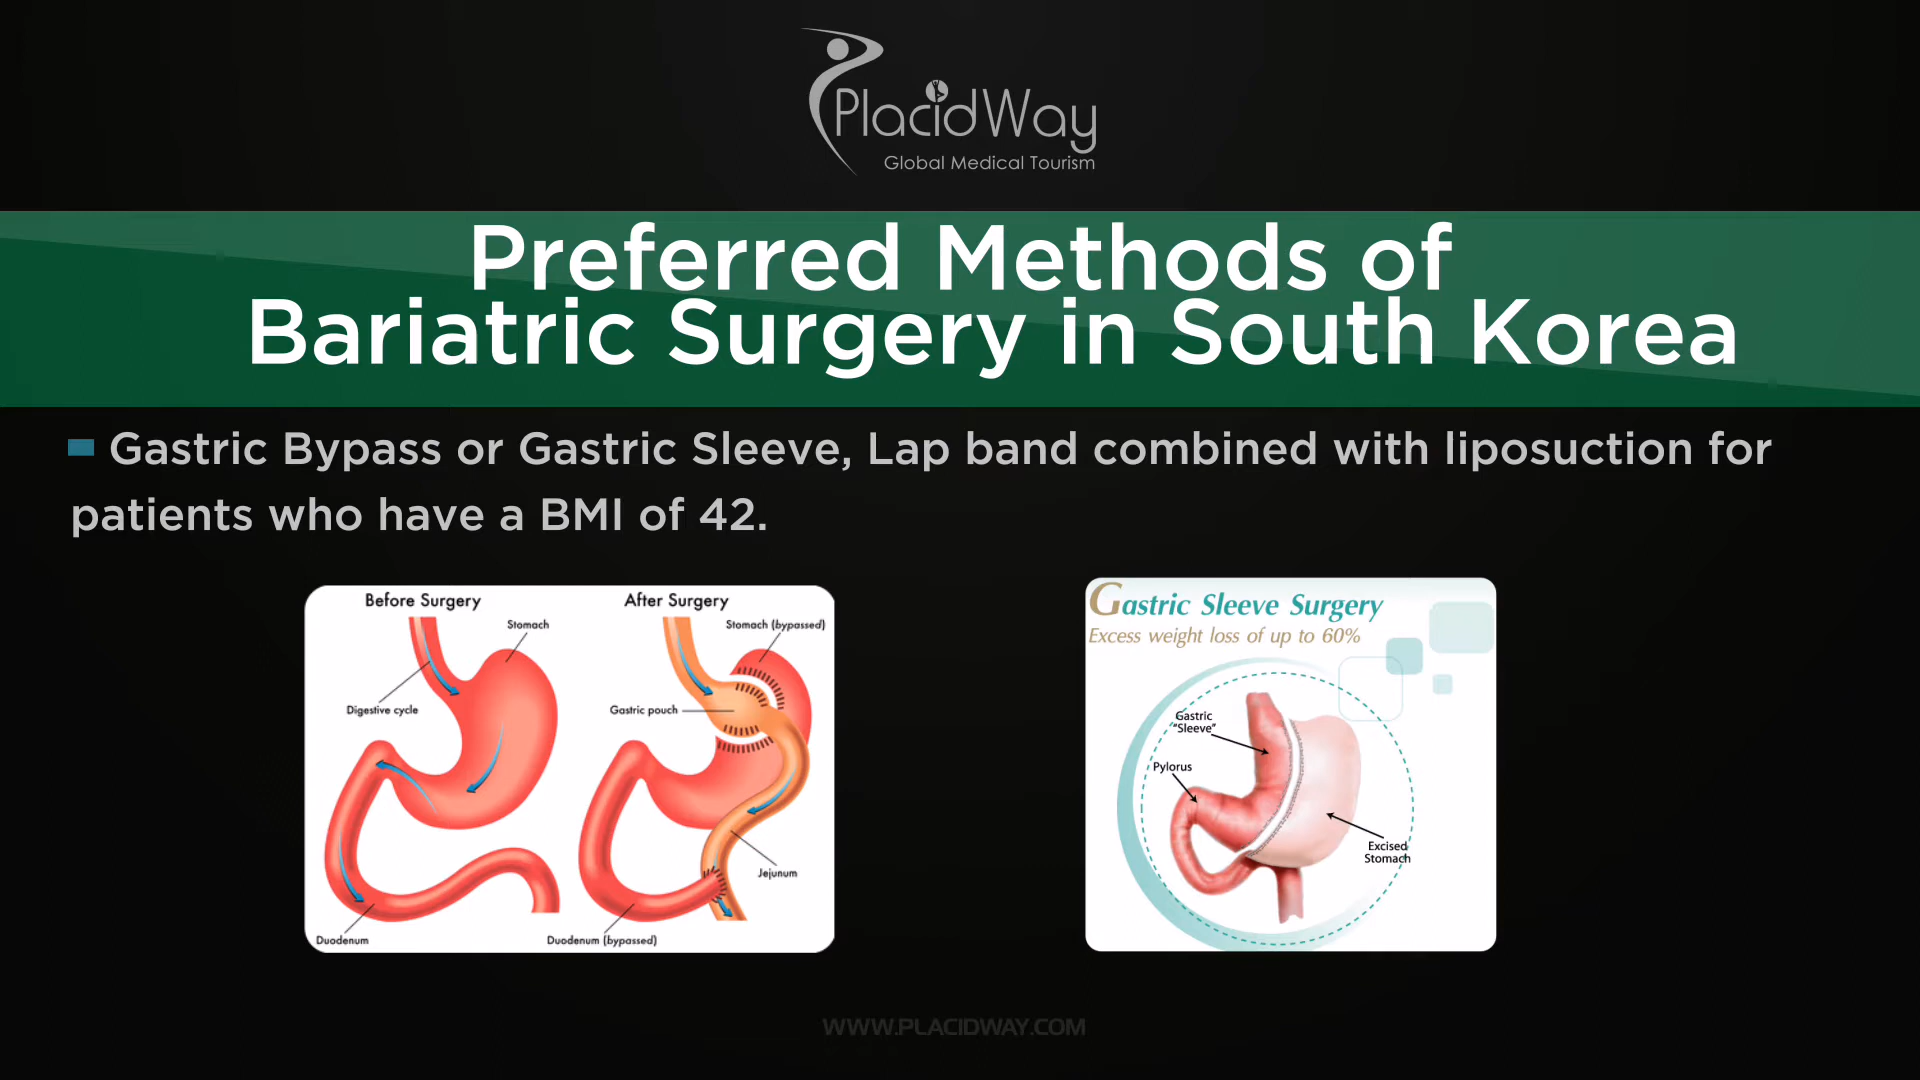 PlacidWay
Global Medical Tourism
Preferred Methods of
Bariatric Surgery in South Korea
Gastric Bypass or Gastric Sleeve, Lap band combined with liposuction for
patients who have a BMI of 42.
Before Surgery
After Surgery
Stomach
Stomach (bypassed)
Digestive cycle
Gastric pouch
Jejunum
Duodenum
Duodenum (bypassed)
Gastric Sleeve Surgery
Excess weight loss of up to 60%
Gastric
"Sleeve"
Pylorus
Excised
Stomach
WWW.PLACIDWAY.COM